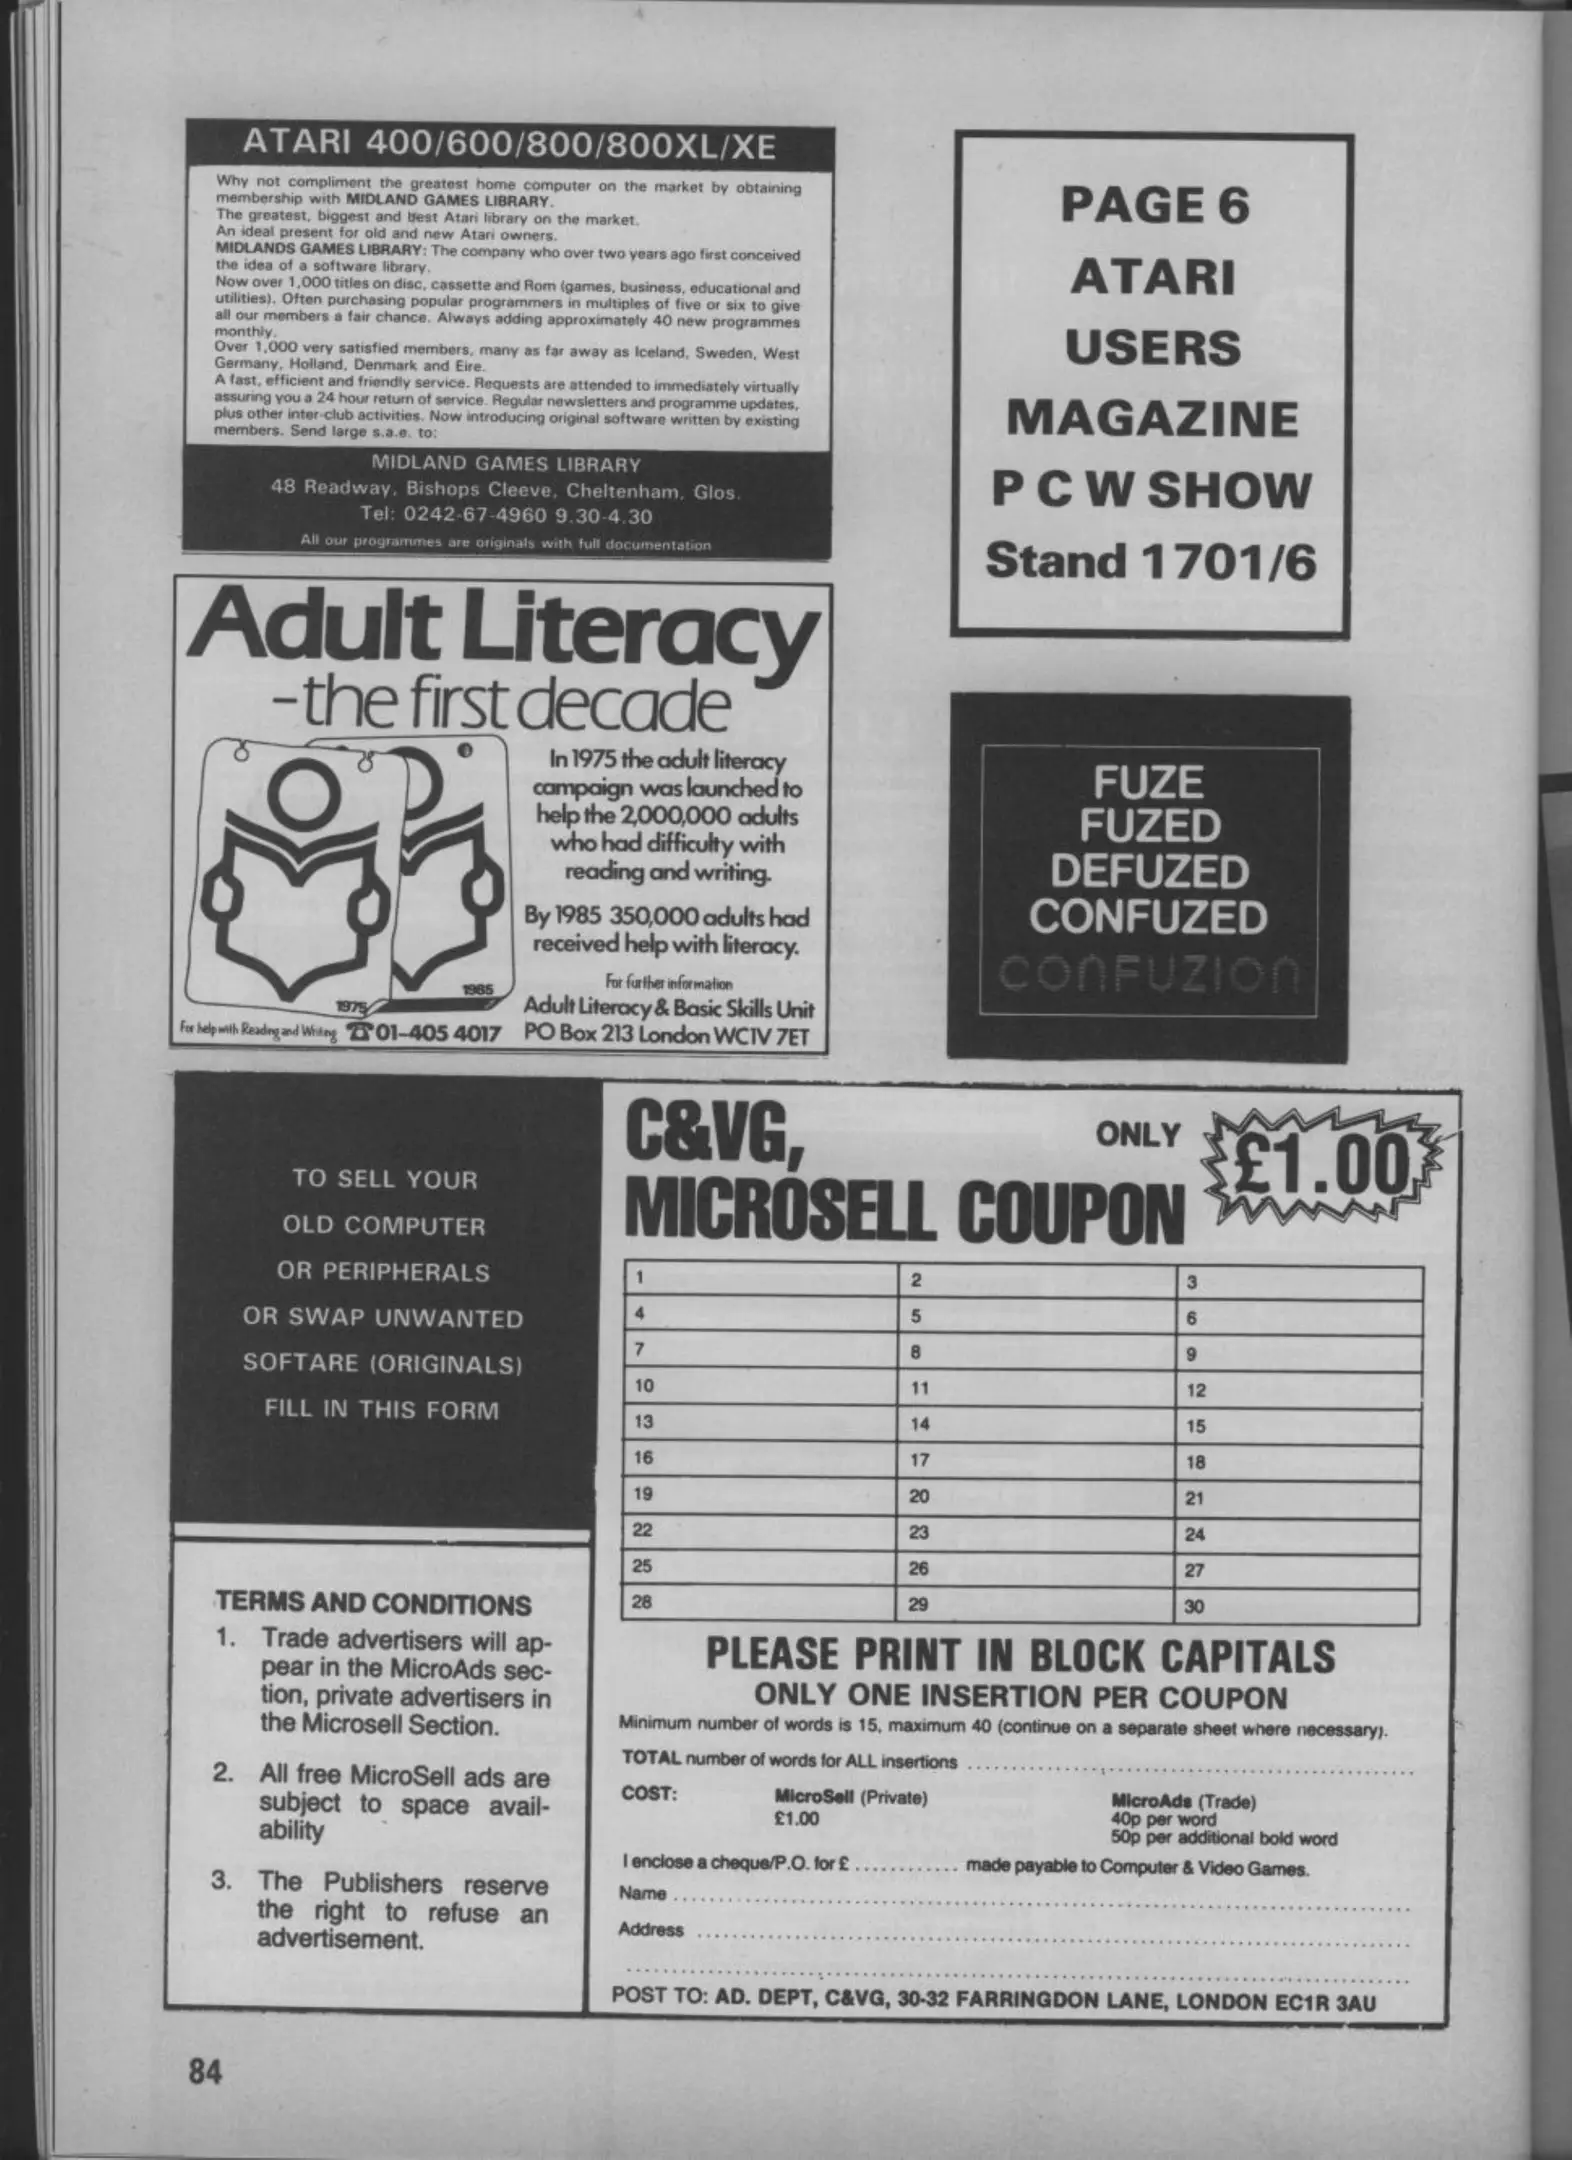 ATARI 400/600/800/800XL/XE
Why not compliment the greatest home computer on the market by obtaining
membership with MIDLAND GAMES LIBRARY.
The greatest, biggest and best Atari library on the market.
An ideal present for old and new Atari owners.
MIDLANDS GAMES LIBRARY: The company who over two years ago first conceived
the idea of a software library.
Now over 1,000 titles on disc, cassette and Rom (games, business, educational and
utilities). Often purchasing popular programmers in multiples of five or six to give
all our members a fair chance. Always adding approximately 40 new programmes
monthly.
Over 1,000 very satisfied members, many as far away as Iceland, Sweden, West
Germany, Holland, Denmark and Eire.
A fast, efficient and friendly service. Requests are attended to immediately virtually
assuring you a 24 hour return of service. Regular newsletters and programme updates,
plus other inter-club activities. Now introducing original software written by existing
members. Send large s.a.e. to:
MIDLAND GAMES LIBRARY
48 Readway, Bishops Cleeve, Cheltenham, Glos.
Tel: 0242-67-4960 9.30-4.30
All our programmes are originals with full documentation
PAGE 6
ATARI
USERS
MAGAZINE
P C W SHOW
Stand 1701/6
Adult Literacy
-the first decade
In 1975 the adult literacy
campaign was launched to
help the 2,000,000 adults
who had difficulty with
reading and writing.
By 1985 350,000 adults had
received help with literacy.
For further information
Adult Literacy & Basic Skills Unit
PO Box 213 London WC1V 7ET
1975
1985
For help with Reading and Writing ☎01-405 4017
FUZE
FUZED
DEFUZED
CONFUZED
CONFUZION
TO SELL YOUR
OLD COMPUTER
OR PERIPHERALS
OR SWAP UNWANTED
SOFTARE (ORIGINALS)
FILL IN THIS FORM
TERMS AND CONDITIONS
1. Trade advertisers will ap-
pear in the MicroAds sec-
tion, private advertisers in
the Microsell Section.
2. All free MicroSell ads are
subject to space avail-
ability
3. The Publishers reserve
the right to refuse an
advertisement.
C&VG,
MICROSELL COUPON
ONLY £1.00
1 2 3
4 5 6
7 8 9
10 11 12
13 14 15
16 17 18
19 20 21
22 23 24
25 26 27
28 29 30
PLEASE PRINT IN BLOCK CAPITALS
ONLY ONE INSERTION PER COUPON
Minimum number of words is 15, maximum 40 (continue on a separate sheet where necessary).
TOTAL number of words for ALL insertions
COST: MicroSell (Private) MicroAds (Trade)
£1.00 40p per word
50p per additional bold word
I enclose a cheque/P.O. for £ ............ made payable to Computer & Video Games.
Name
Address
POST TO: AD. DEPT, C&VG, 30-32 FARRINGDON LANE, LONDON EC1R 3AU
84